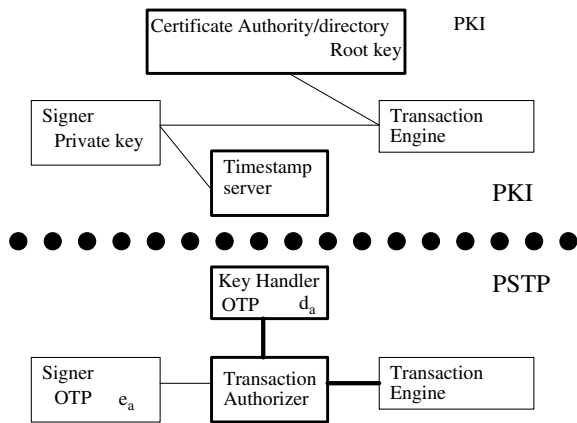 Certificate Authority/directory
Root key
PKI
Signer
Private key
Transaction
Engine
Timestamp
server
PKI
PSTP
Key Handler
OTP d_a
Signer
OTP e_a
Transaction
Authorizer
Transaction
Engine